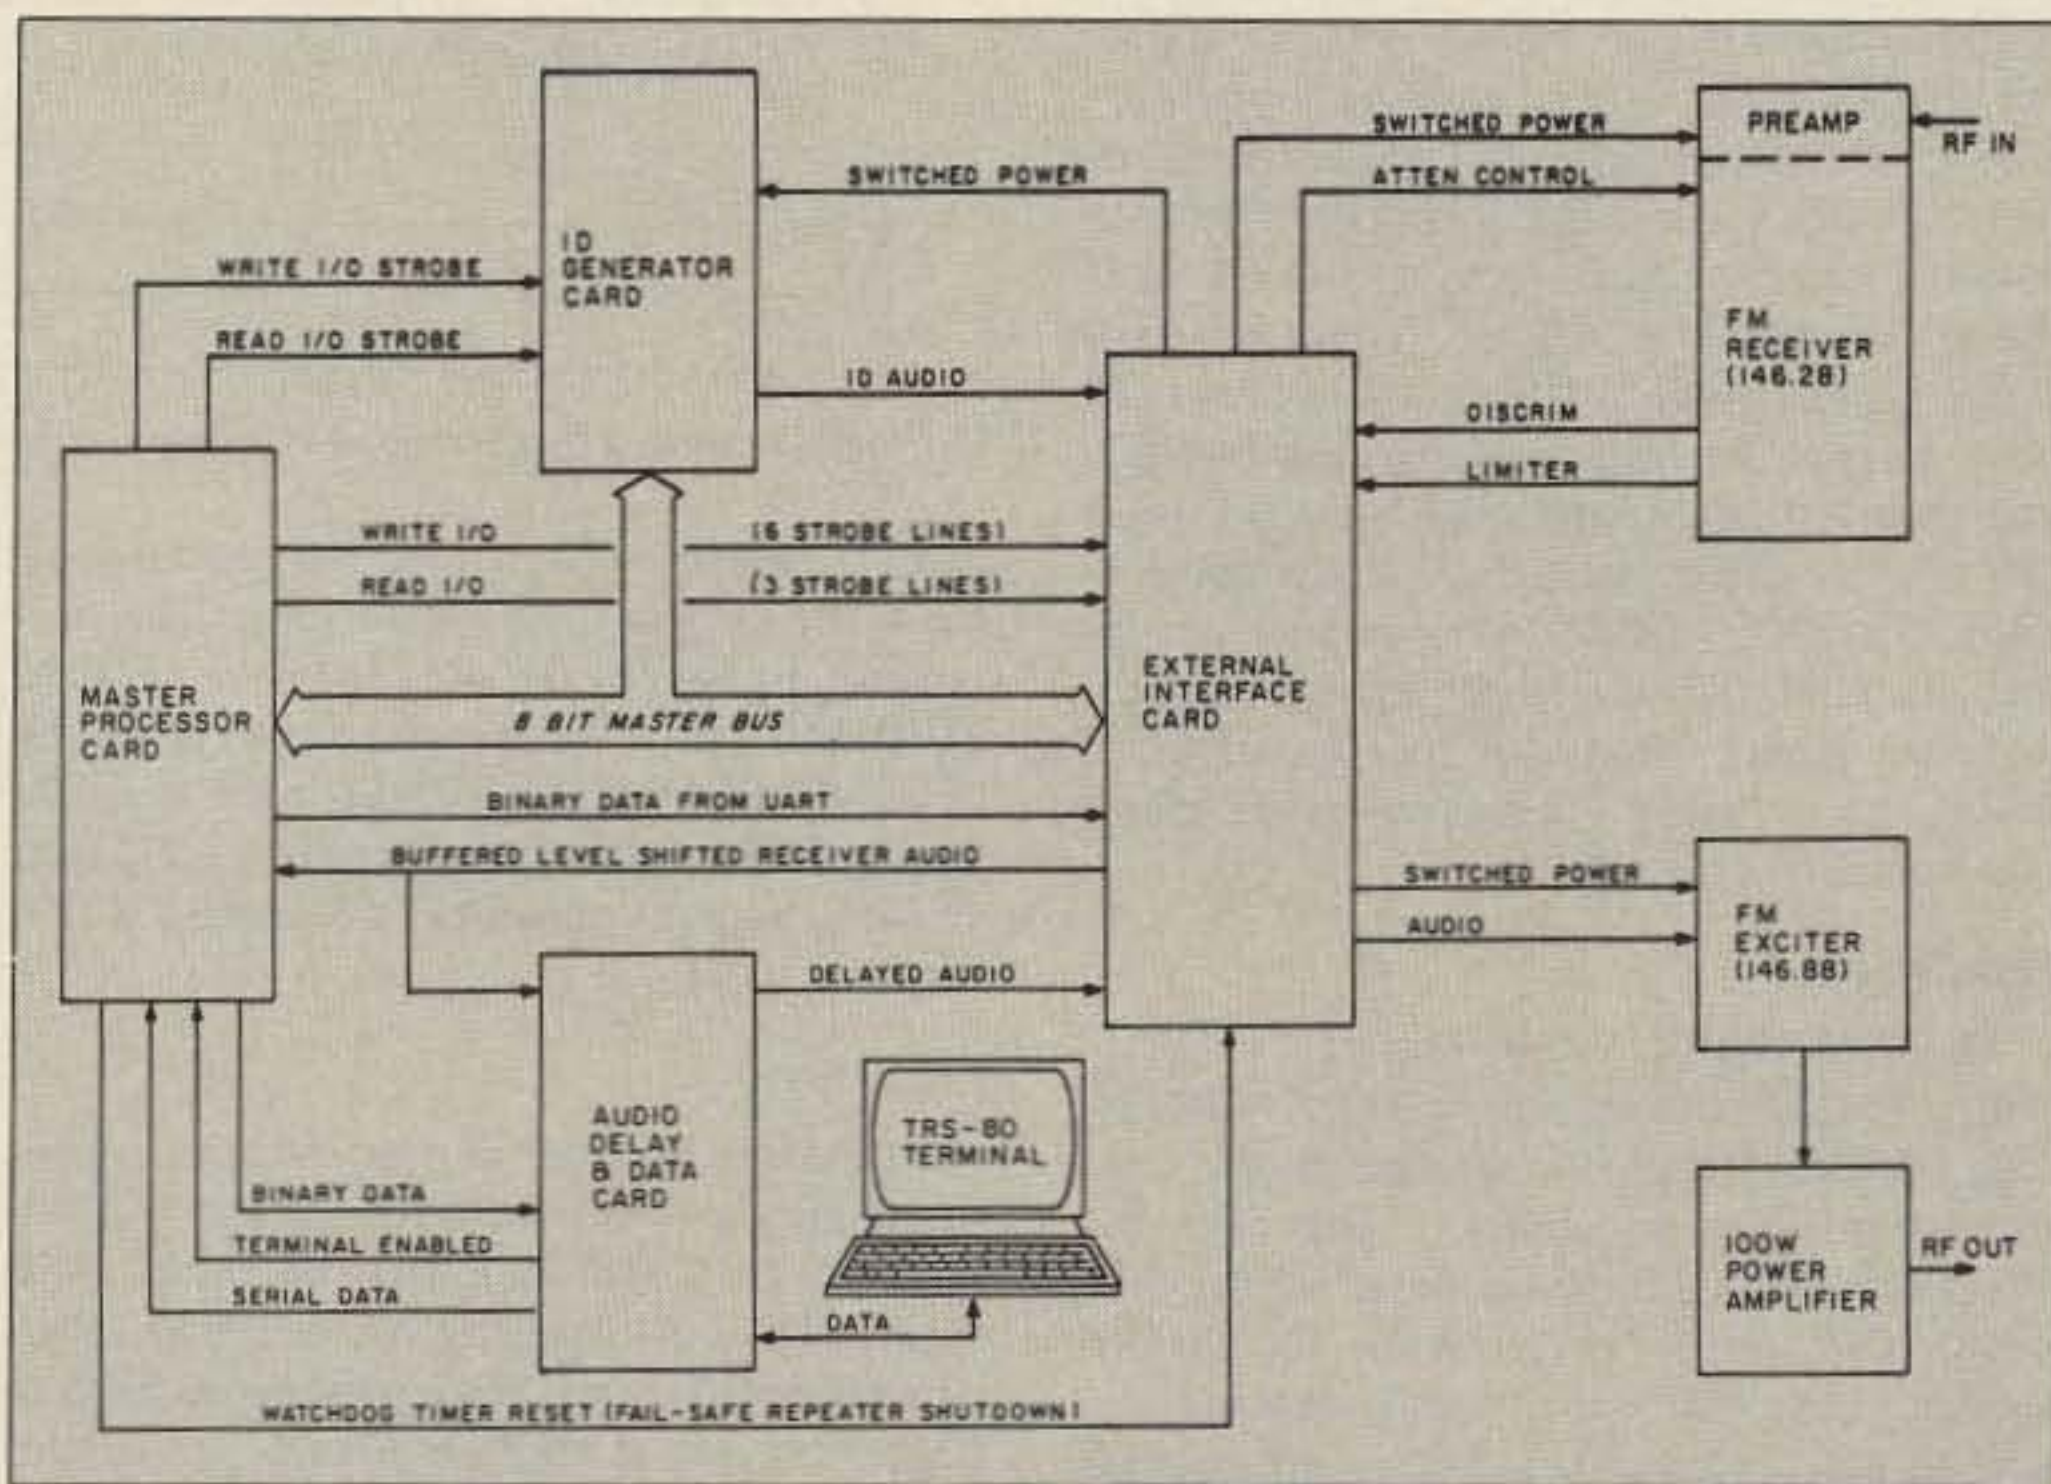 SWITCHED POWER
PREAMP
RF IN
SWITCHED POWER
ATTEN CONTROL
ID
GENERATOR
CARD
WRITE I/O STROBE
READ I/O STROBE
FM
RECEIVER
(146.28)
ID AUDIO
DISCRIM
LIMITER
WRITE I/O
(6 STROBE LINES)
READ I/O
(3 STROBE LINES)
MASTER
PROCESSOR
CARD
8 BIT MASTER BUS
EXTERNAL
INTERFACE
CARD
BINARY DATA FROM UART
BUFFERED LEVEL SHIFTED RECEIVER AUDIO
SWITCHED POWER
AUDIO
FM
EXCITER
(146.88)
DELAYED AUDIO
AUDIO
DELAY
& DATA
CARD
TRS-80
TERMINAL
BINARY DATA
TERMINAL ENABLED
SERIAL DATA
DATA
100W
POWER
AMPLIFIER
RF OUT
WATCHDOG TIMER RESET (FAIL-SAFE REPEATER SHUTDOWN)